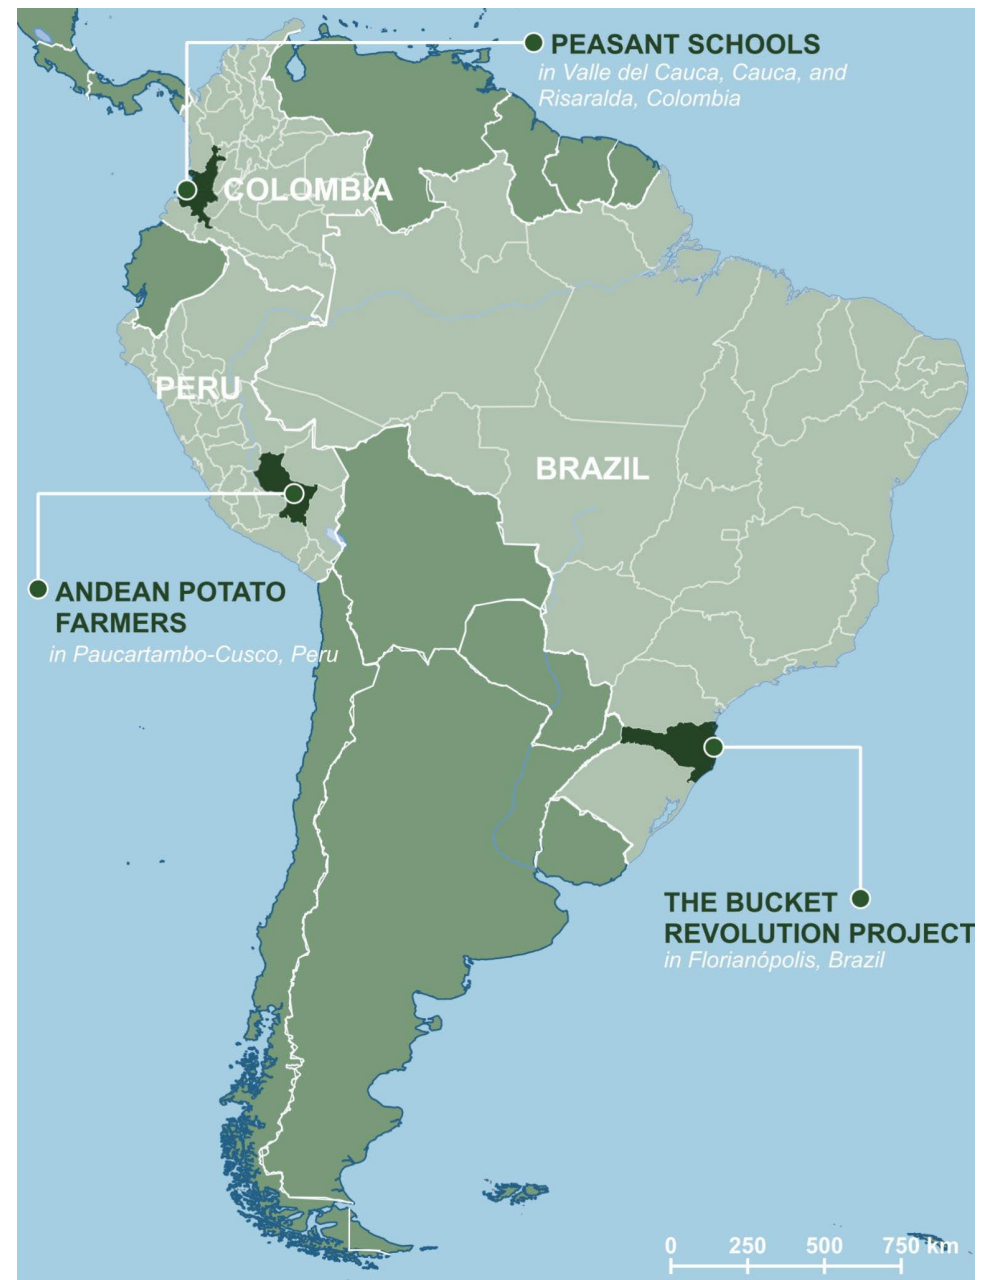 PEASANT SCHOOLS
in Valle del Cauca, Cauca, and
Risaralda, Colombia
COLOMBIA
PERU
BRAZIL
ANDEAN POTATO
FARMERS
in Paucartambo-Cusco, Peru
THE BUCKET
REVOLUTION PROJECT
in Florianópolis, Brazil
0 250 500 750 km